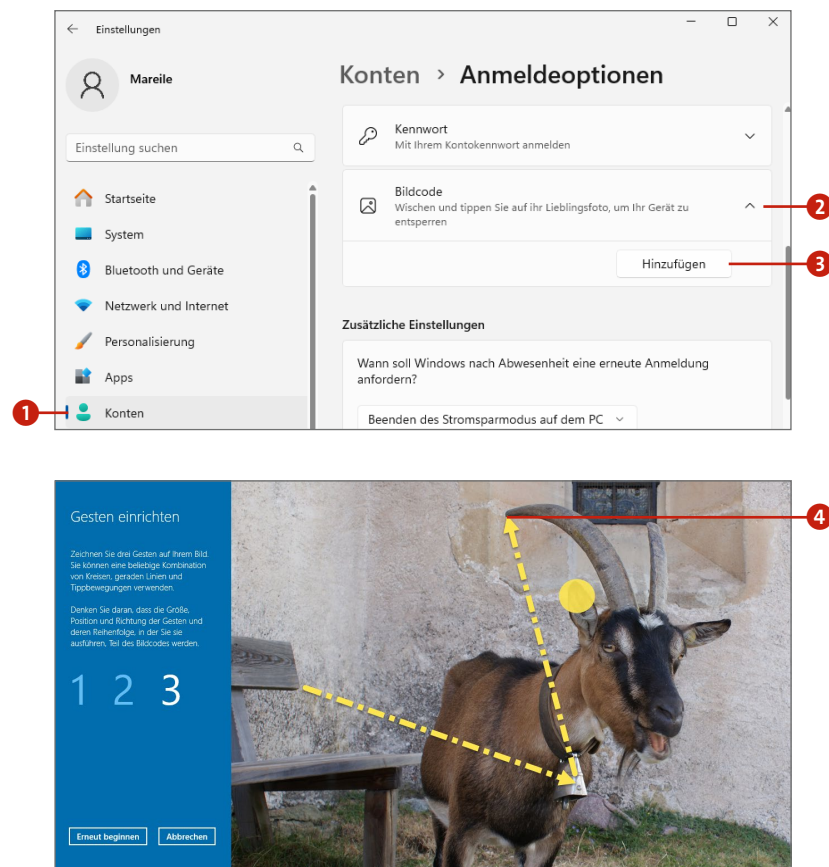 Einstellungen
Mareile
Einstellung suchen
Startseite
System
Bluetooth und Geräte
Netzwerk und Internet
Personalisierung
Apps
1
Konten
Konten > Anmeldeoptionen
Kennwort
Mit Ihrem Kontokennwort anmelden
Bildcode
Wischen und tippen Sie auf ihr Lieblingsfoto, um Ihr Gerät zu
entsperren
2
Hinzufügen
3
Zusätzliche Einstellungen
Wann soll Windows nach Abwesenheit eine erneute Anmeldung
anfordern?
Beenden des Stromsparmodus auf dem PC
Gesten einrichten
Zeichnen Sie drei Gesten auf Ihrem Bild.
Sie können eine beliebige Kombination
von Kreisen, geraden Linien und
Tippbewegungen verwenden.
Denken Sie daran, dass die Größe,
Position und Richtung der Gesten und
deren Reihenfolge, in der Sie sie
ausführen, Teil des Bildcodes werden.
1 2 3
Erneut beginnen Abbrechen
4